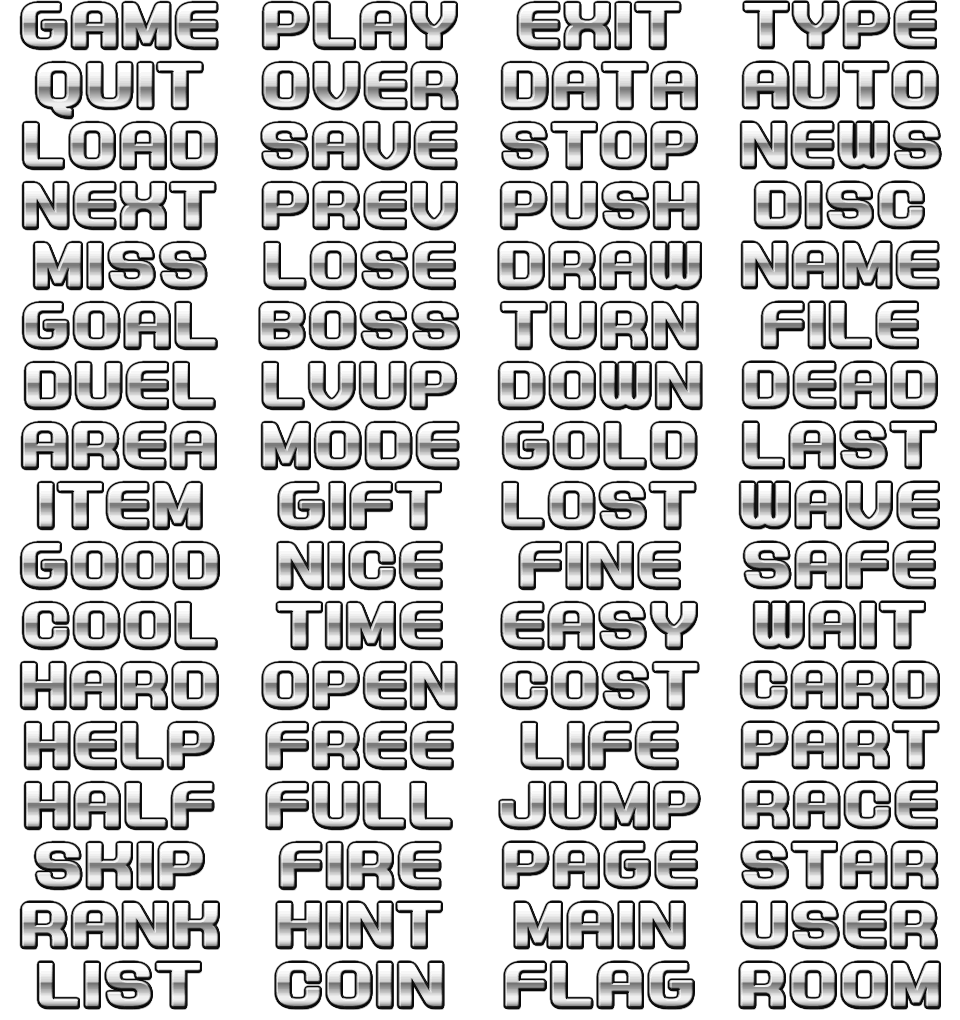 GAME PLAY EXIT TYPE
QUIT OVER DATA AUTO
LOAD SAVE STOP NEWS
NEXT PREV PUSH DISC
MISS LOSE DRAW NAME
GOAL BOSS TURN FILE
DUEL LVUP DOWN DEAD
AREA MODE GOLD LAST
ITEM GIFT LOST WAVE
GOOD NICE FINE SAFE
COOL TIME EASY WAIT
HARD OPEN COST CARD
HELP FREE LIFE PART
HALF FULL JUMP RACE
SKIP FIRE PAGE STAR
RANK HINT MAIN USER
LIST COIN FLAG ROOM